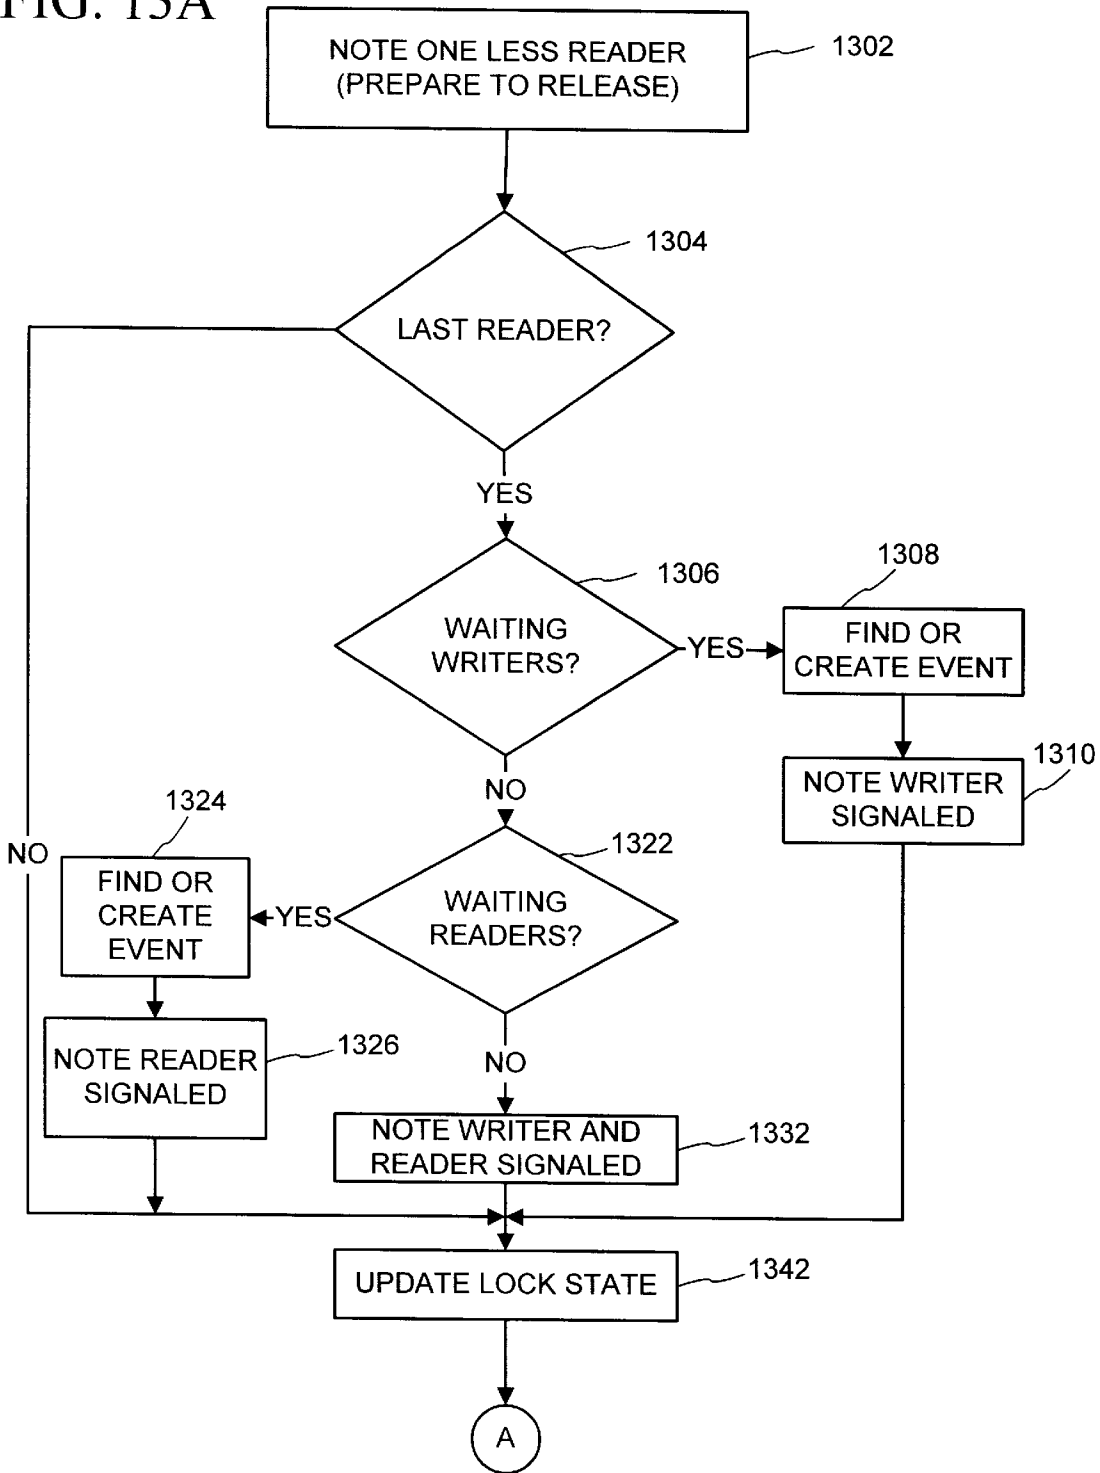 FIG. 13A
NOTE ONE LESS READER
(PREPARE TO RELEASE)
1302
1304
LAST READER?
YES
1306
WAITING
WRITERS?
YES
1308
FIND OR
CREATE EVENT
1310
NOTE WRITER
SIGNALED
NO
1322
WAITING
READERS?
YES
1324
FIND OR
CREATE
EVENT
NO
1326
NOTE READER
SIGNALED
NO
NOTE WRITER AND
READER SIGNALED
1332
UPDATE LOCK STATE
1342
A